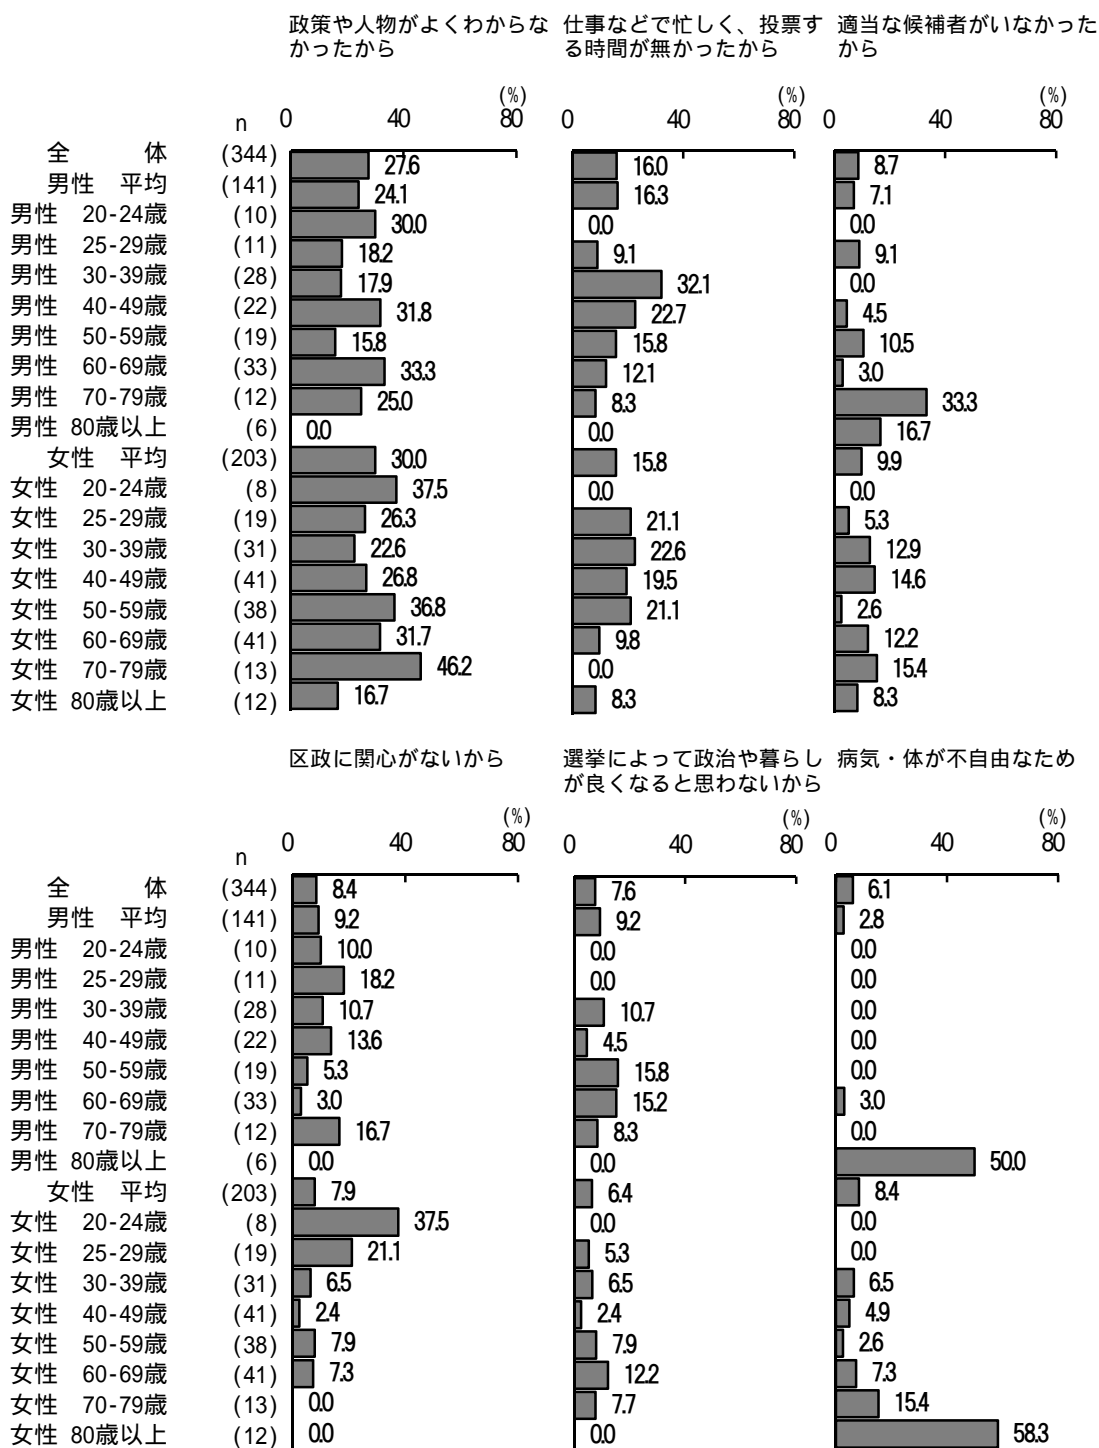 政策や人物がよくわからな 仕事などで忙しく、投票す 適当な候補者がいなかった
かったから る時間が無かったから から
(%) (%)
n 0 40 80 0 40 80 0 40 80
全 体 (344) 27.6 16.0 8.7
男性 平均 (141) 24.1 16.3 7.1
男性 20-24歳 (10) 30.0 0.0 0.0
男性 25-29歳 (11) 18.2 9.1 9.1
男性 30-39歳 (28) 17.9 32.1 0.0
男性 40-49歳 (22) 31.8 22.7 4.5
男性 50-59歳 (19) 15.8 15.8 10.5
男性 60-69歳 (33) 33.3 12.1 3.0
男性 70-79歳 (12) 25.0 8.3 33.3
男性 80歳以上 (6) 0.0 0.0 16.7
女性 平均 (203) 30.0 15.8 9.9
女性 20-24歳 (8) 37.5 0.0 0.0
女性 25-29歳 (19) 26.3 21.1 5.3
女性 30-39歳 (31) 22.6 22.6 12.9
女性 40-49歳 (41) 26.8 19.5 14.6
女性 50-59歳 (38) 36.8 21.1 2.6
女性 60-69歳 (41) 31.7 9.8 12.2
女性 70-79歳 (13) 46.2 0.0 15.4
女性 80歳以上 (12) 16.7 8.3 8.3
区政に関心がないから 選挙によって政治や暮らし 病気・体が不自由なため
が良くなると思わないから
(%) (%) (%)
n 0 40 80 0 40 80 0 40 80
全 体 (344) 8.4 7.6 6.1
男性 平均 (141) 9.2 9.2 2.8
男性 20-24歳 (10) 10.0 0.0 0.0
男性 25-29歳 (11) 18.2 0.0 0.0
男性 30-39歳 (28) 10.7 10.7 0.0
男性 40-49歳 (22) 13.6 4.5 0.0
男性 50-59歳 (19) 5.3 15.8 0.0
男性 60-69歳 (33) 3.0 15.2 3.0
男性 70-79歳 (12) 16.7 8.3 0.0
男性 80歳以上 (6) 0.0 0.0 50.0
女性 平均 (203) 7.9 6.4 8.4
女性 20-24歳 (8) 37.5 0.0 0.0
女性 25-29歳 (19) 21.1 5.3 0.0
女性 30-39歳 (31) 6.5 6.5 6.5
女性 40-49歳 (41) 2.4 2.4 4.9
女性 50-59歳 (38) 7.9 7.9 2.6
女性 60-69歳 (41) 7.3 12.2 7.3
女性 70-79歳 (13) 0.0 7.7 15.4
女性 80歳以上 (12) 0.0 0.0 58.3